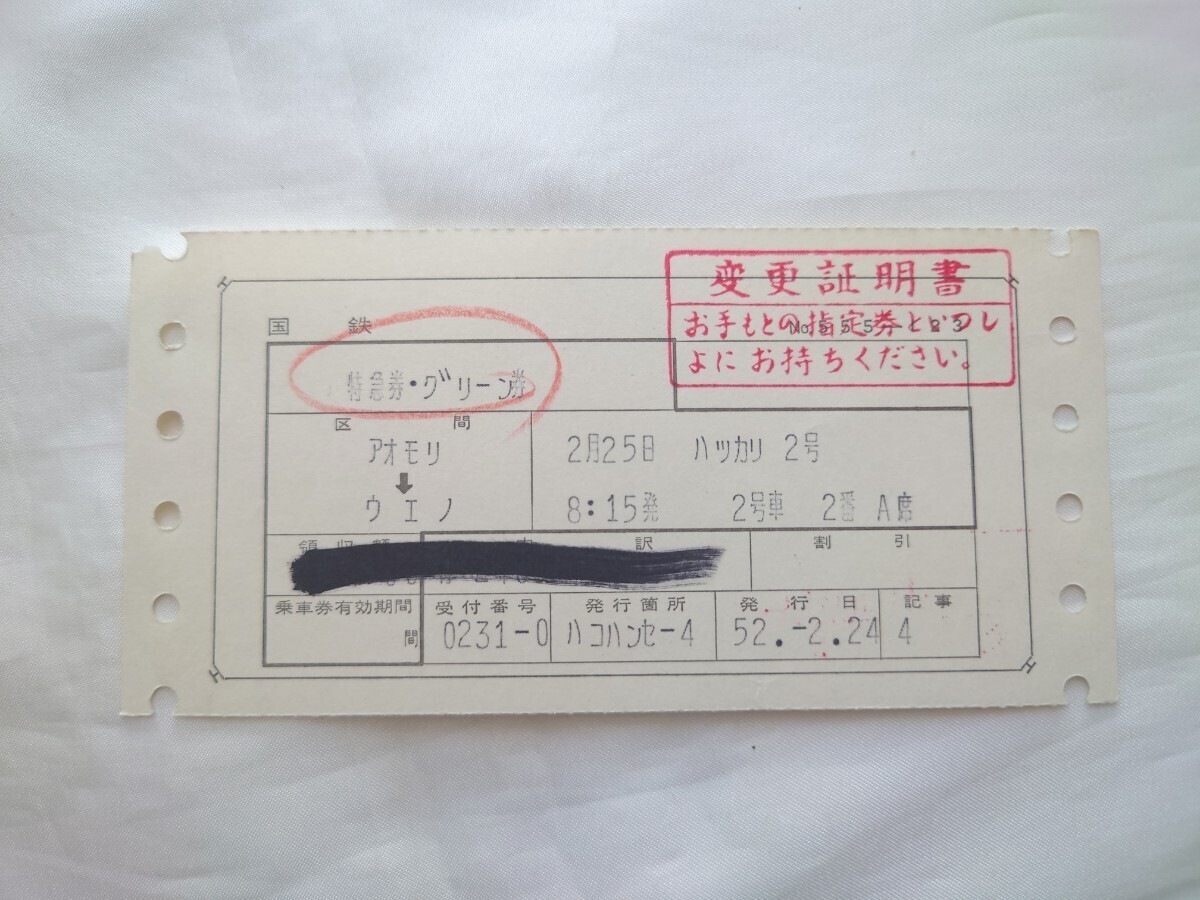 変更証明書
お手もとの指定券といつし
よにお持ちください。
国鉄
特急券・グリーン券
区間
アオモリ
2月25日 ハツカリ 2号
ウエノ
8:15発 2号車 2番 A席
訳 割引
乗車券有効期間 受付番号 発行箇所 発行日 記事
間 0231-0 ハコハンセ-4 52.-2.24 4